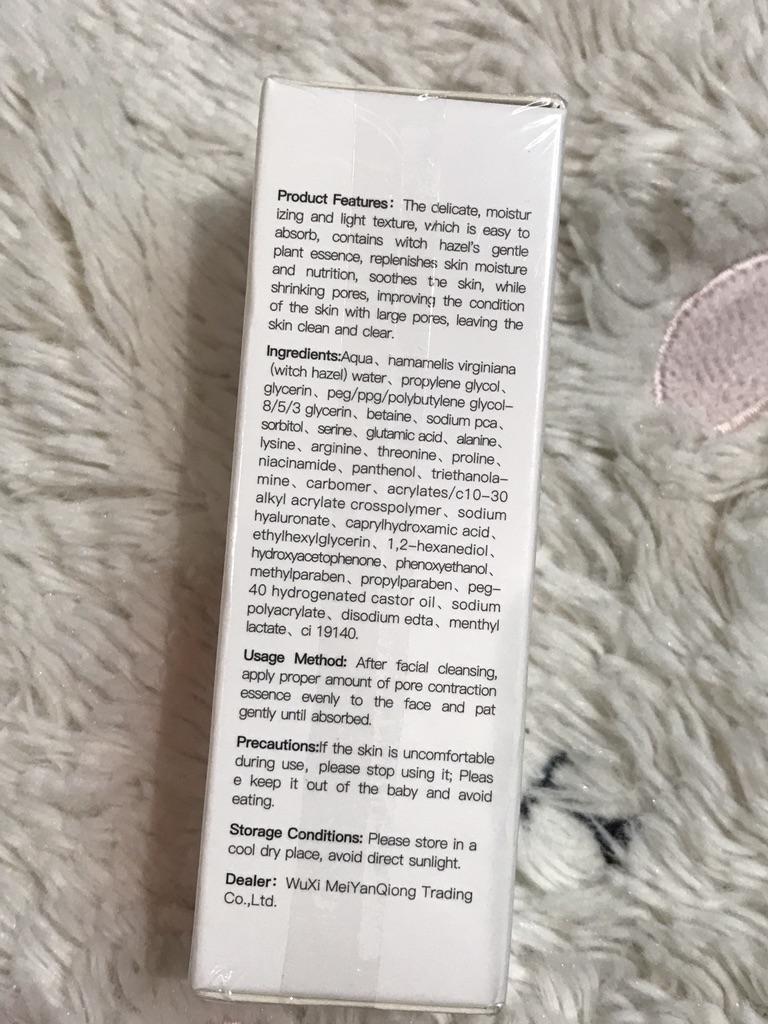 Product Features: The delicate, moistur
izing and light texture, which is easy to
absorb, contains witch hazel's gentle
plant essence, replenishes skin moisture
and nutrition, soothes the skin, while
shrinking pores, improving the condition
of the skin with large pores, leaving the
skin clean and clear.
Ingredients:Aqua、hamamelis virginiana
(witch hazel) water、propylene glycol、
glycerin、peg/ppg/polybutylene glycol-
8/5/3 glycerin、betaine、sodium pca、
sorbitol、serine、glutamic acid、alanine、
lysine、arginine、threonine、proline、
niacinamide、panthenol、triethanola-
mine、carbomer、acrylates/c10-30
alkyl acrylate crosspolymer、sodium
hyaluronate、caprylhydroxamic acid、
ethylhexylglycerin、1,2-hexanediol、
hydroxyacetophenone、phenoxyethanol、
methylparaben、propylparaben、peg-
40 hydrogenated castor oil、sodium
polyacrylate、disodium edta、menthyl
lactate、ci 19140.
Usage Method: After facial cleansing,
apply proper amount of pore contraction
essence evenly to the face and pat
gently until absorbed.
Precautions:If the skin is uncomfortable
during use, please stop using it; Pleas
e keep it out of the baby and avoid
eating.
Storage Conditions: Please store in a
cool dry place, avoid direct sunlight.
Dealer: WuXi MeiYanQiong Trading
Co.,Ltd.